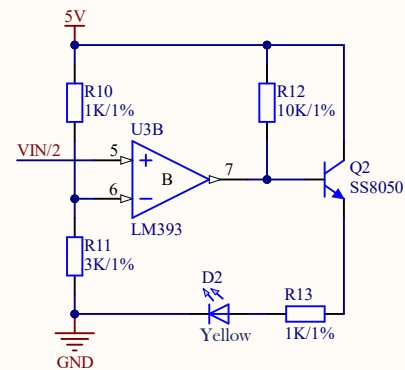 5V
R10
1K/1%
R12
10K/1%
U3B
VIN/2
5
+
B
7
6
−
LM393
Q2
SS8050
R11
3K/1%
D2
Yellow
R13
1K/1%
GND